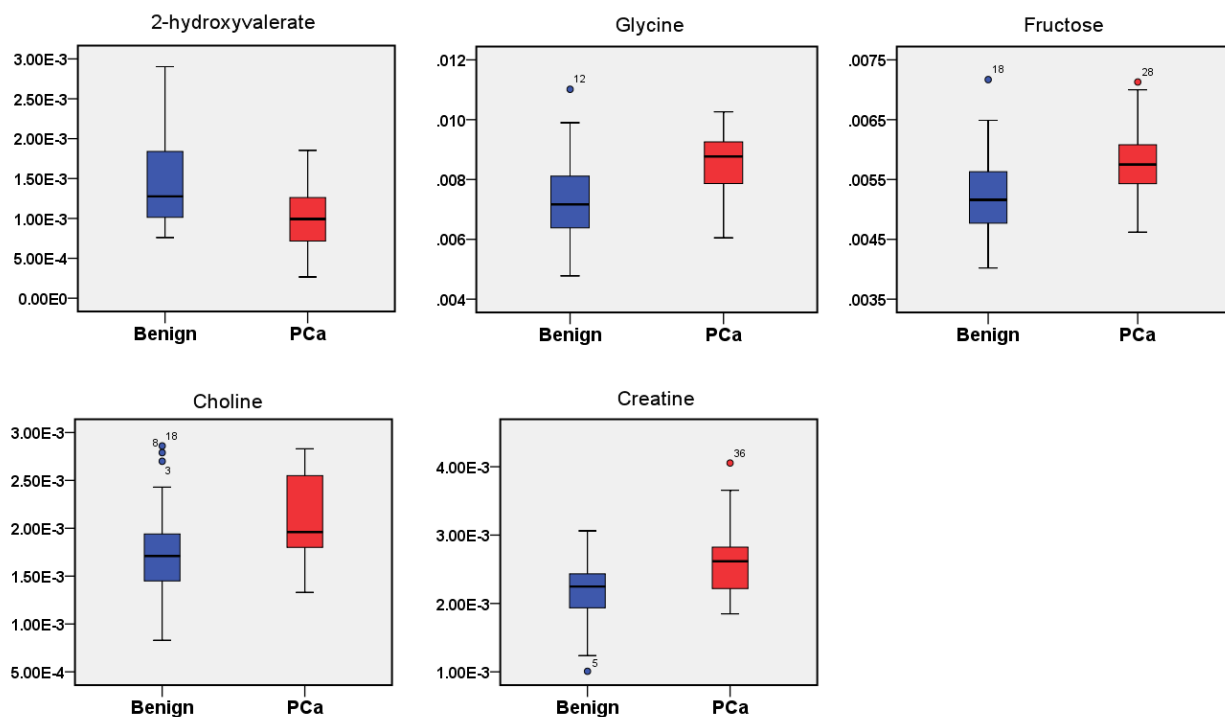 2-hydroxyvalerate
3.00E-3
2.50E-3
2.00E-3
1.50E-3
1.00E-3
5.00E-4
0.00E0
Benign PCa
Glycine
.012
.010
.008
.006
.004
12
Benign PCa
Fructose
.0075
.0065
.0055
.0045
.0035
18
28
Benign PCa
Choline
3.00E-3
2.50E-3
2.00E-3
1.50E-3
1.00E-3
5.00E-4
8 18
3
Benign PCa
Creatine
4.00E-3
3.00E-3
2.00E-3
1.00E-3
36
5
Benign PCa